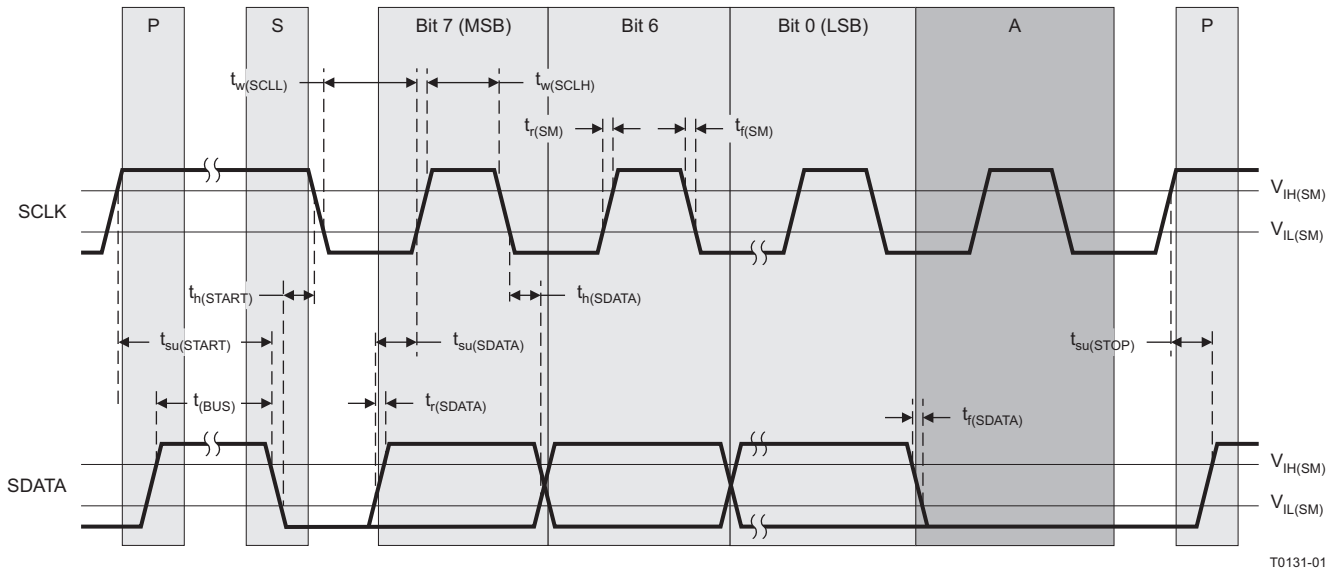 P S Bit 7 (MSB) Bit 6 Bit 0 (LSB) A P
tw(SCLL) tw(SCLH)
tr(SM) tf(SM)
VIH(SM)
SCLK
VIL(SM)
th(START) th(SDATA)
tsu(START) tsu(SDATA) tsu(STOP)
t(BUS) tr(SDATA) tf(SDATA)
VIH(SM)
SDATA
VIL(SM)
T0131-01